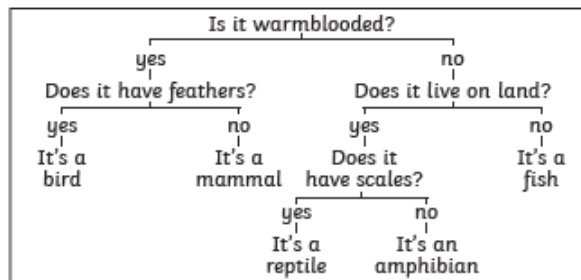 Is it warmblooded?
yes
no
Does it have feathers?
Does it live on land?
yes
no
yes
no
It's a
bird
It's a
mammal
Does it
have scales?
It's a
fish
yes
no
It's a
reptile
It's an
amphibian